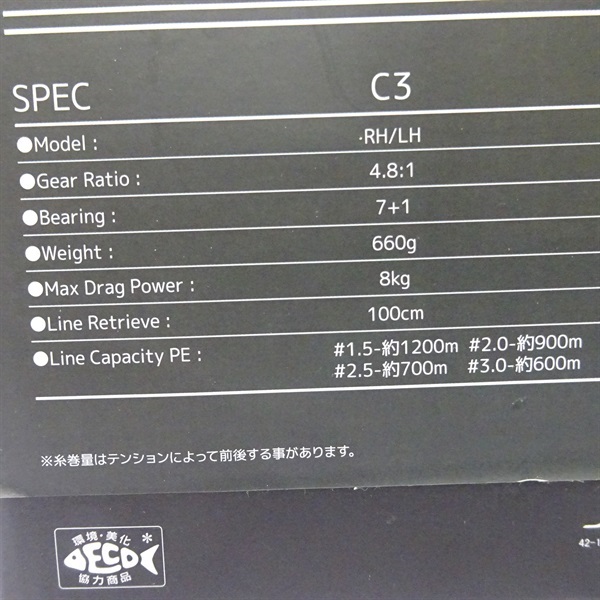 SPEC C3
●Model : RH/LH
●Gear Ratio : 4.8:1
●Bearing : 7+1
●Weight : 660g
●Max Drag Power : 8kg
●Line Retrieve : 100cm
●Line Capacity PE : #1.5-約1200m #2.0-約900m
#2.5-約700m #3.0-約600m
※糸巻量はテンションによって前後する事があります。
環境・美化*
ECO
協力商品